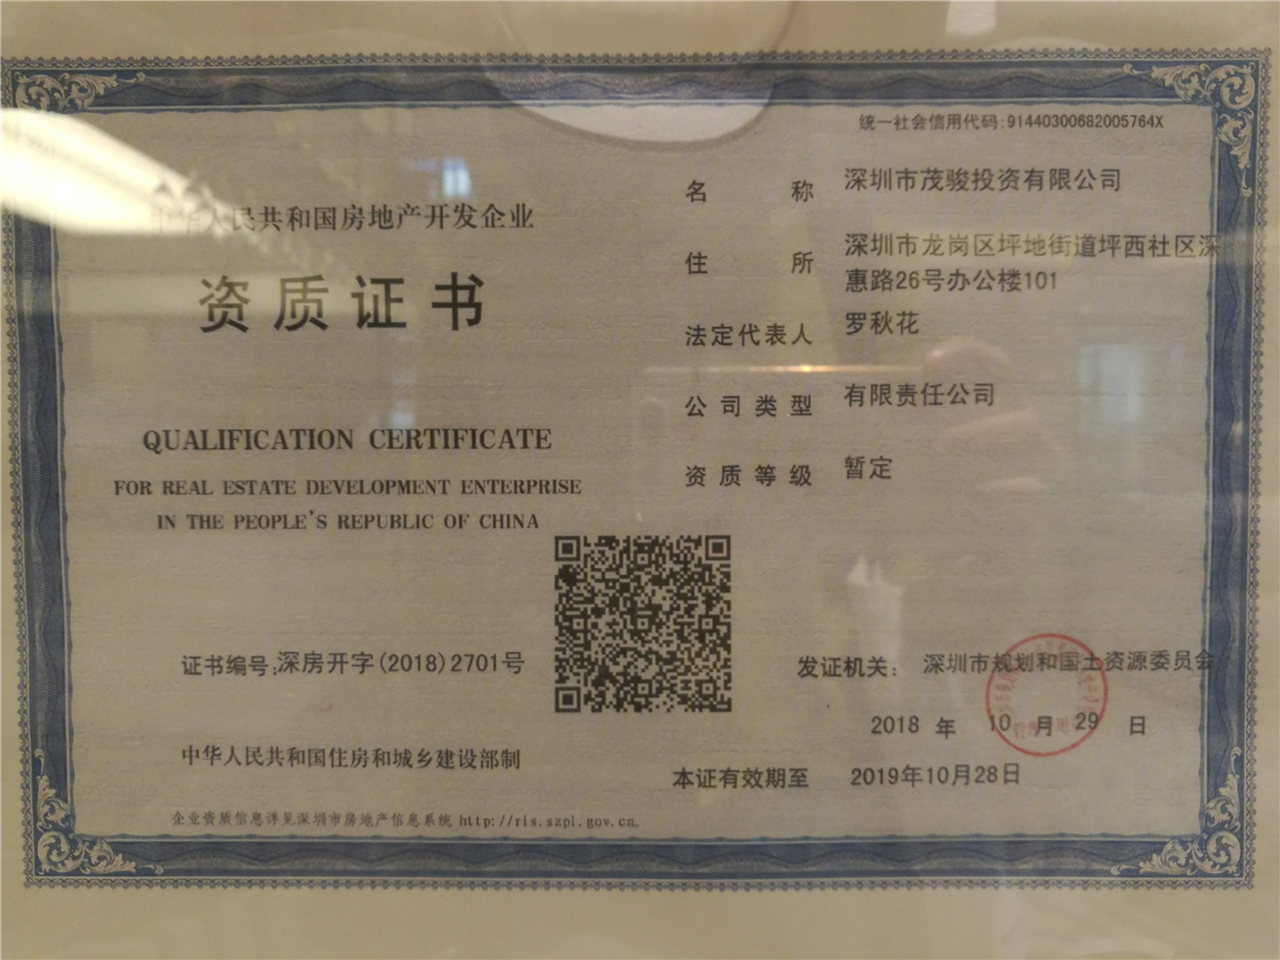 统一社会信用代码:91440300682005764X
中华人民共和国房地产开发企业
资质证书
QUALIFICATION CERTIFICATE
FOR REAL ESTATE DEVELOPMENT ENTERPRISE
IN THE PEOPLE'S REPUBLIC OF CHINA
证书编号:深房开字(2018)2701号
中华人民共和国住房和城乡建设部制
企业资质信息详见深圳市房地产信息系统 http://ris.szpl.gov.cn.
名称 深圳市茂骏投资有限公司
住所 深圳市龙岗区坪地街道坪西社区深
惠路26号办公楼101
法定代表人 罗秋花
公司类型 有限责任公司
资质等级 暂定
发证机关: 深圳市规划和国土资源委员会
2018 年 10 月 29 日
本证有效期至 2019年10月28日